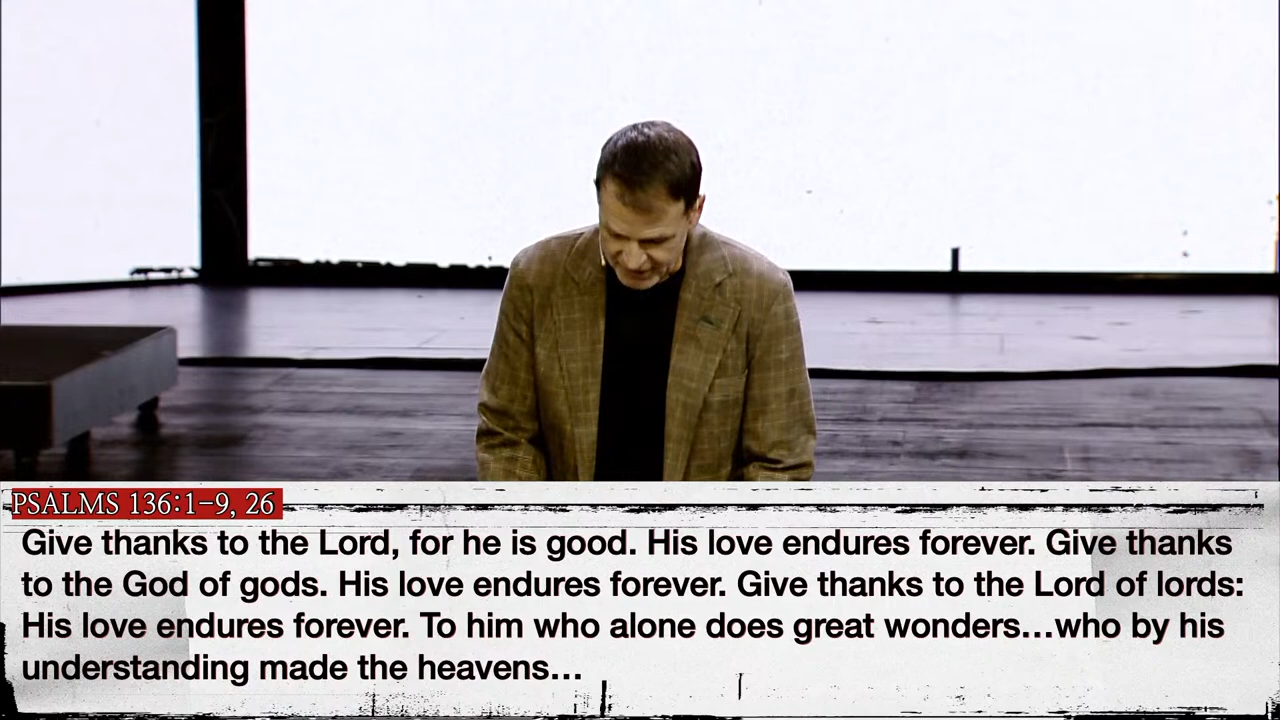 PSALMS 136:1-9, 26
Give thanks to the Lord, for he is good. His love endures forever. Give thanks
to the God of gods. His love endures forever. Give thanks to the Lord of lords:
His love endures forever. To him who alone does great wonders...who by his
understanding made the heavens...